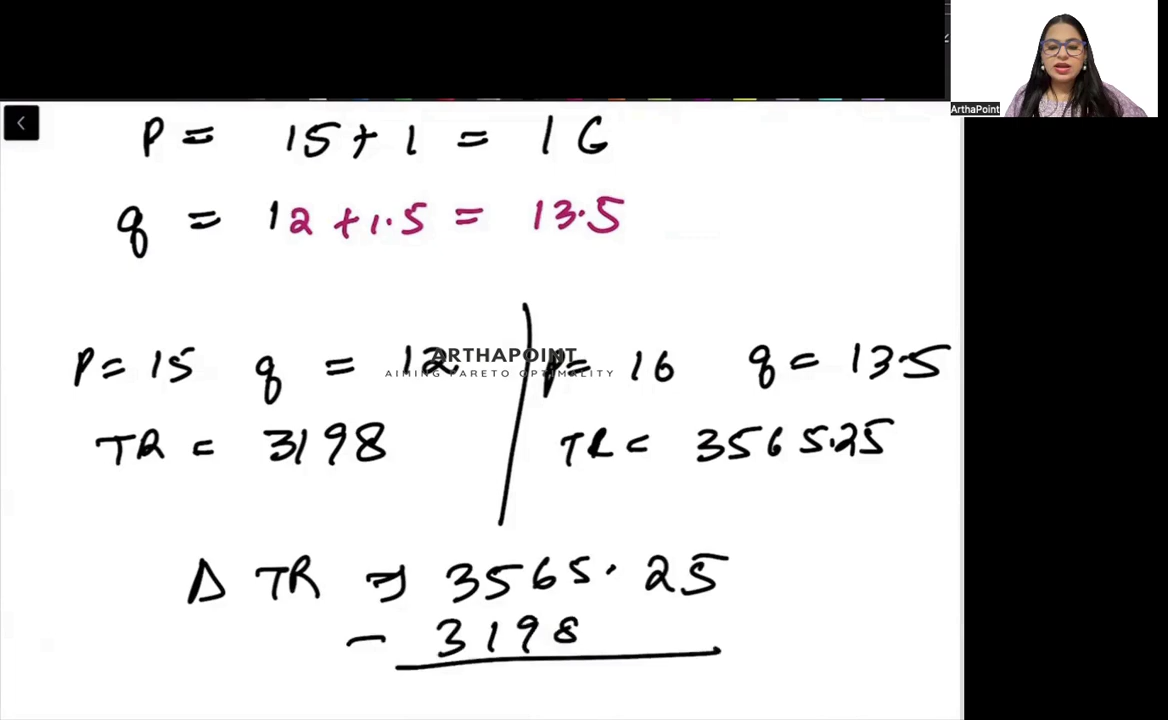 ArthaPoint
P = 15 + 1 = 16
q = 12 + 1.5 = 13.5
P = 15 q = 12
P = 16 q = 13.5
ARTHAPOINT
AIMING PARETO OPTIMALITY
TR = 3198
TR = 3565.25
Δ TR ⇒ 3565.25
- 3198